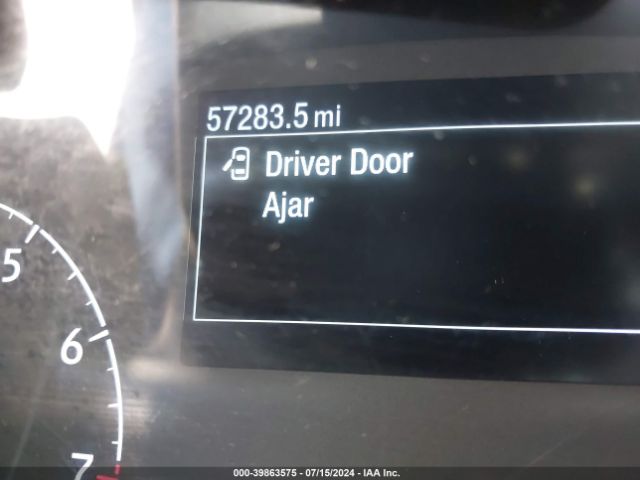 57283.5 mi
Driver Door
Ajar
5
6
7
000-39863575 - 07/15/2024 - IAA Inc.